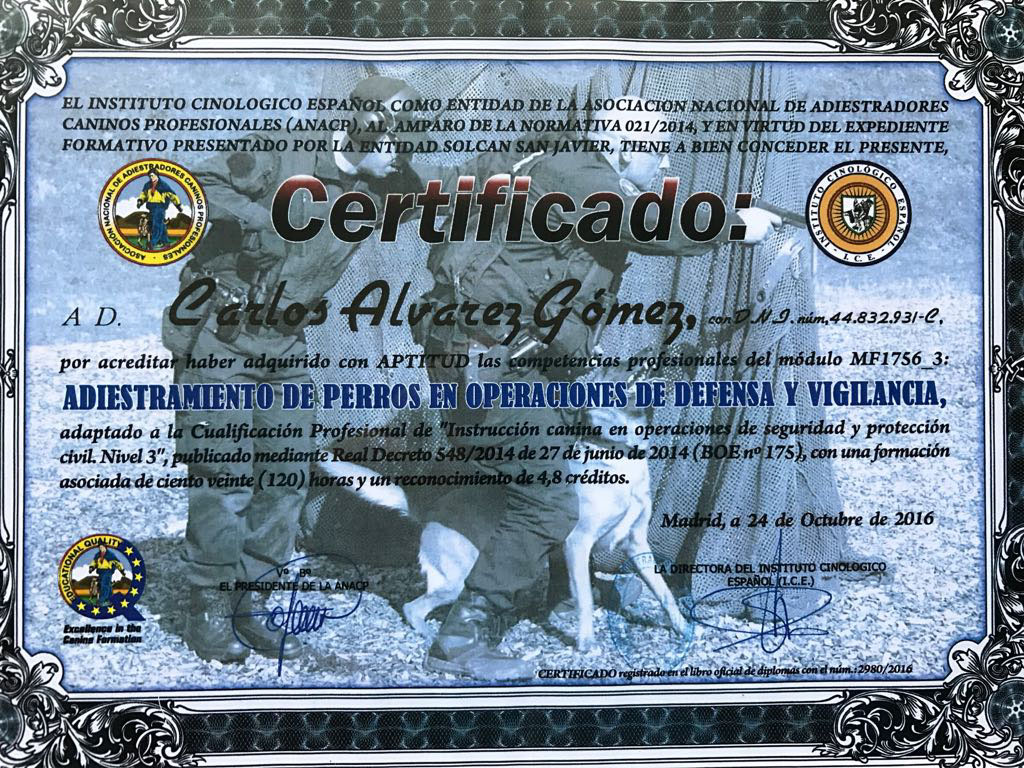 EL INSTITUTO CINOLOGICO ESPAÑOL COMO ENTIDAD DE LA ASOCIACION NACIONAL DE ADIESTRADORES
CANINOS PROFESIONALES (ANACP), AL AMPARO DE LA NORMATIVA 021/2014, Y EN VIRTUD DEL EXPEDIENTE
FORMATIVO PRESENTADO POR LA ENTIDAD SOLCAN SAN JAVIER, TIENE A BIEN CONCEDER EL PRESENTE,
ASOCIACION NACIONAL DE ADIESTRADORES CANINOS PROFESIONALES
Certificado:
INSTITUTO CINOLÓGICO ESPAÑOL
I.C.E.
A D. Carlos Alvarez Gómez, con D.N.I. núm, 44.832.931-C,
por acreditar haber adquirido con APTITUD las competencias profesionales del módulo MF1756_3:
ADIESTRAMIENTO DE PERROS EN OPERACIONES DE DEFENSA Y VIGILANCIA,
adaptado a la Cualificación Profesional de "Instrucción canina en operaciones de seguridad y protección
civil. Nivel 3", publicado mediante Real Decreto 548/2014 de 27 de junio de 2014 (BOE nº 175), con una formación
asociada de ciento veinte (120) horas y un reconocimiento de 4,8 créditos.
Madrid, a 24 de Octubre de 2016
EDUCATIONAL QUALITY
Excellence in the
Canine Formation
Vº Bº
EL PRESIDENTE DE LA ANACP
LA DIRECTORA DEL INSTITUTO CINOLOGICO
ESPAÑOL (I.C.E.)
CERTIFICADO registrado en el libro oficial de diplomas con el núm.:2980/2016